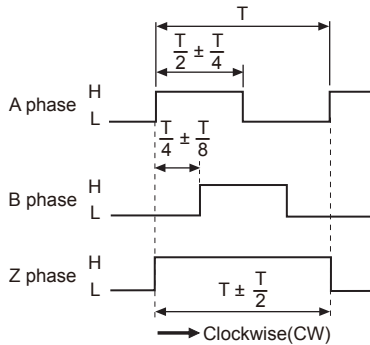 T
T/2 ± T/4
A phase H
L
T/4 ± T/8
B phase H
L
Z phase H
L
T ± T/2
Clockwise(CW)